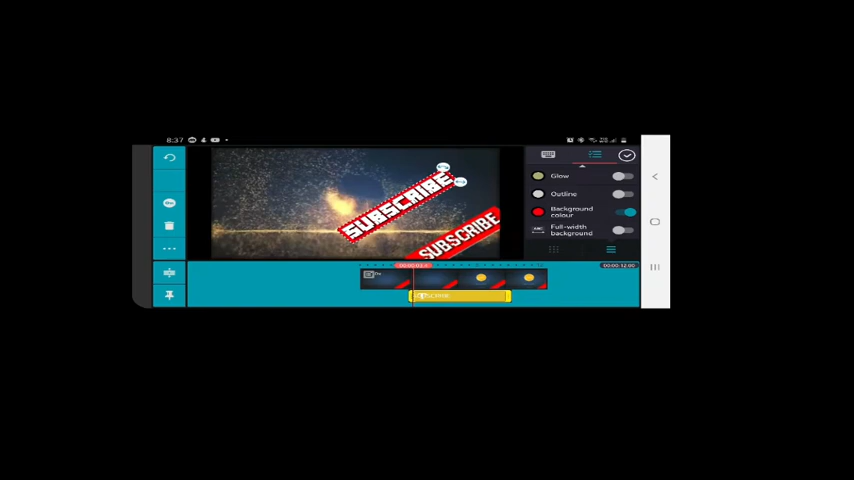 8:37
Glow
SUBSCRIBE
Outline
Background
colour
SUBSCRIBE
Full-width
background
00:00:12:00